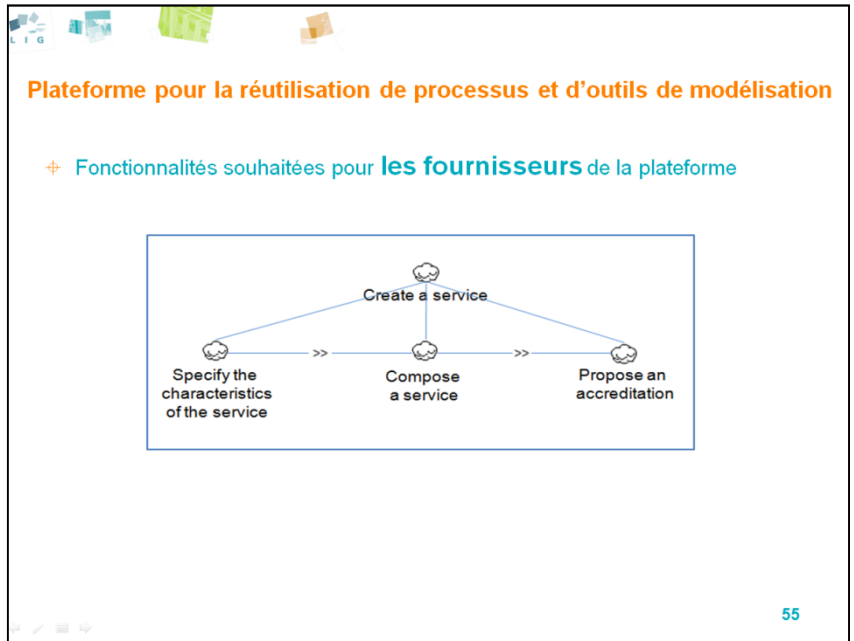 L I G
Plateforme pour la réutilisation de processus et d'outils de modélisation
Fonctionnalités souhaitées pour les fournisseurs de la plateforme
Create a service
>> >>
Specify the
characteristics
of the service
Compose
a service
Propose an
accreditation
55